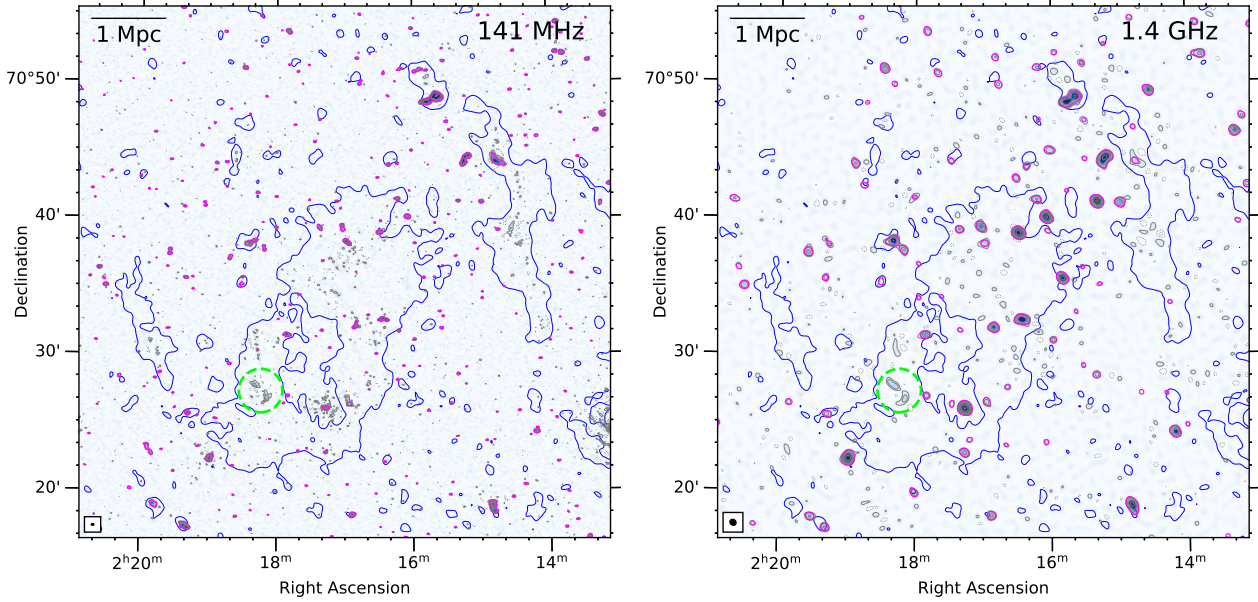 1 Mpc
141 MHz
70°50'
40'
30'
20'
Declination
2ʰ20ᵐ
18ᵐ
16ᵐ
14ᵐ
Right Ascension
1 Mpc
1.4 GHz
70°50'
40'
30'
20'
Declination
2ʰ20ᵐ
18ᵐ
16ᵐ
14ᵐ
Right Ascension